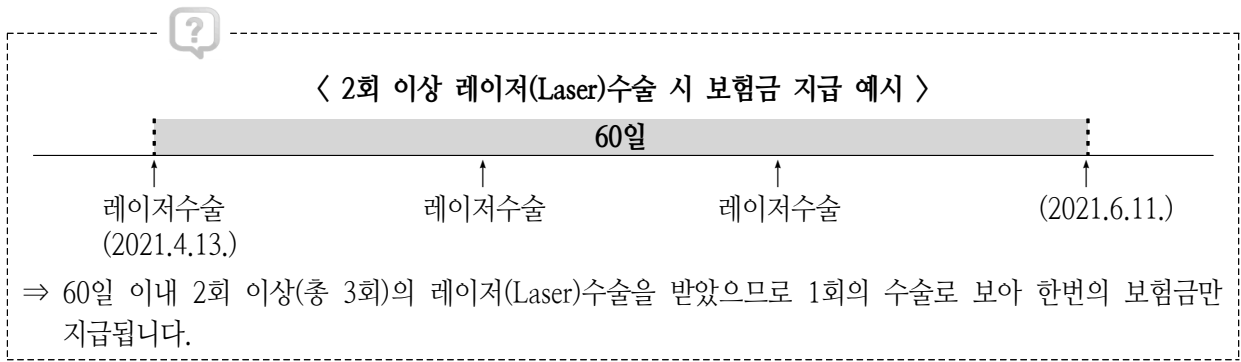 ?
〈 2회 이상 레이저(Laser)수술 시 보험금 지급 예시 〉
60일
레이저수술 레이저수술 레이저수술 (2021.6.11.)
(2021.4.13.)
⇒ 60일 이내 2회 이상(총 3회)의 레이저(Laser)수술을 받았으므로 1회의 수술로 보아 한번의 보험금만
지급됩니다.